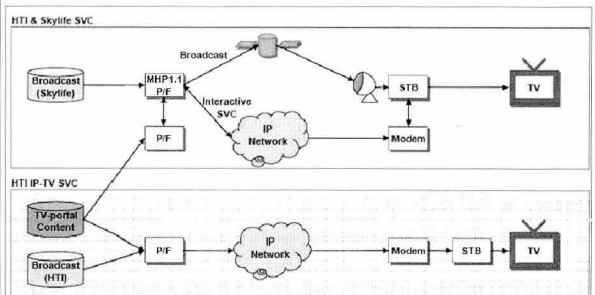 HTI & Skylife SVC
Broadcast
Broadcast
(Skylife)
MHP1.1
P/F
STB
TV
Interactive
SVC
IP
Network
P/F
Modem
HTI IP-TV SVC
TV-portal
Content
P/F
IP
Network
Modem
STB
TV
Broadcast
(HTI)